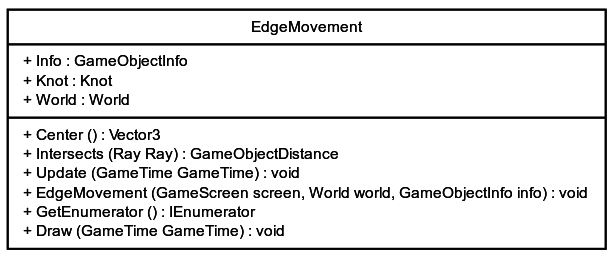 EdgeMovement
+ Info : GameObjectInfo
+ Knot : Knot
+ World : World
+ Center () : Vector3
+ Intersects (Ray Ray) : GameObjectDistance
+ Update (GameTime GameTime) : void
+ EdgeMovement (GameScreen screen, World world, GameObjectInfo info) : void
+ GetEnumerator () : IEnumerator
+ Draw (GameTime GameTime) : void